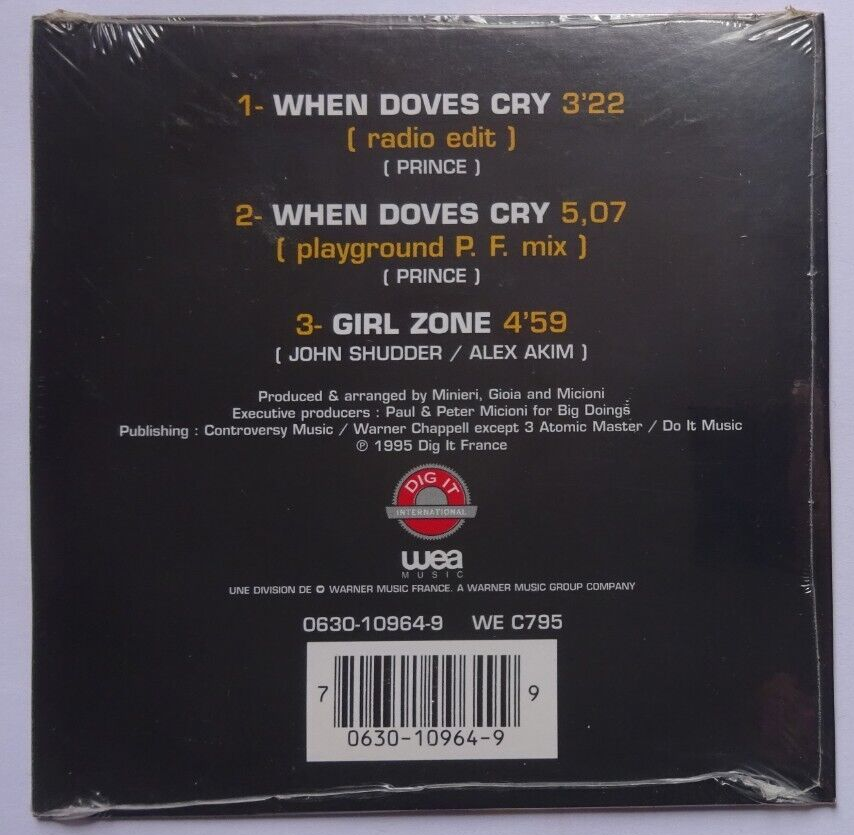 1- WHEN DOVES CRY 3'22
( radio edit )
( PRINCE )
2- WHEN DOVES CRY 5,07
( playground P. F. mix )
( PRINCE )
3- GIRL ZONE 4'59
( JOHN SHUDDER / ALEX AKIM )
Produced & arranged by Minieri, Gioia and Micioni
Executive producers : Paul & Peter Micioni for Big Doings
Publishing : Controversy Music / Warner Chappell except 3 Atomic Master / Do It Music
℗ 1995 Dig It France
DIG IT
INTERNATIONAL
wea
MUSIC
UNE DIVISION DE WARNER MUSIC FRANCE. A WARNER MUSIC GROUP COMPANY
0630-10964-9 WE C795
7 9
0630-10964-9